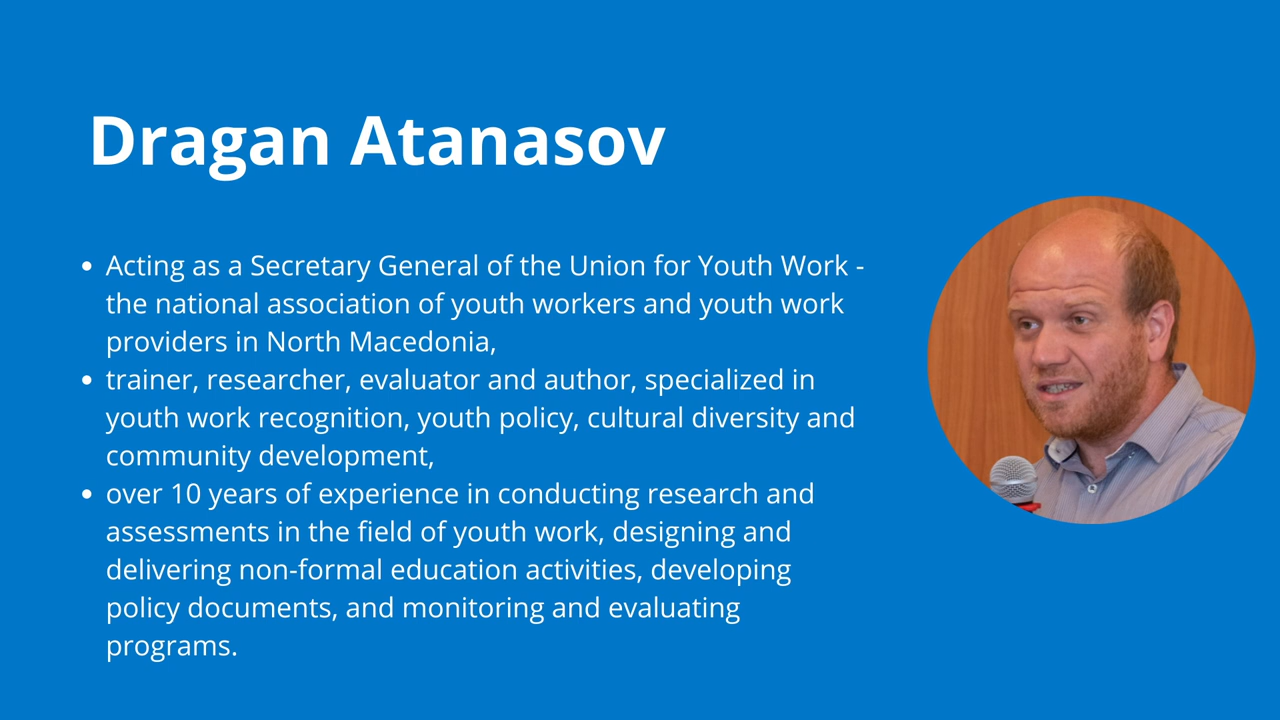 Dragan Atanasov
• Acting as a Secretary General of the Union for Youth Work -
the national association of youth workers and youth work
providers in North Macedonia,
• trainer, researcher, evaluator and author, specialized in
youth work recognition, youth policy, cultural diversity and
community development,
• over 10 years of experience in conducting research and
assessments in the field of youth work, designing and
delivering non-formal education activities, developing
policy documents, and monitoring and evaluating
programs.